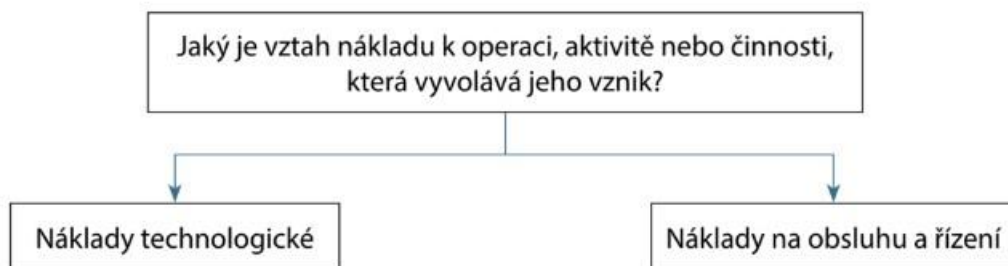 Jaký je vztah nákladu k operaci, aktivitě nebo činnosti,
která vyvolává jeho vznik?
Náklady technologické
Náklady na obsluhu a řízení